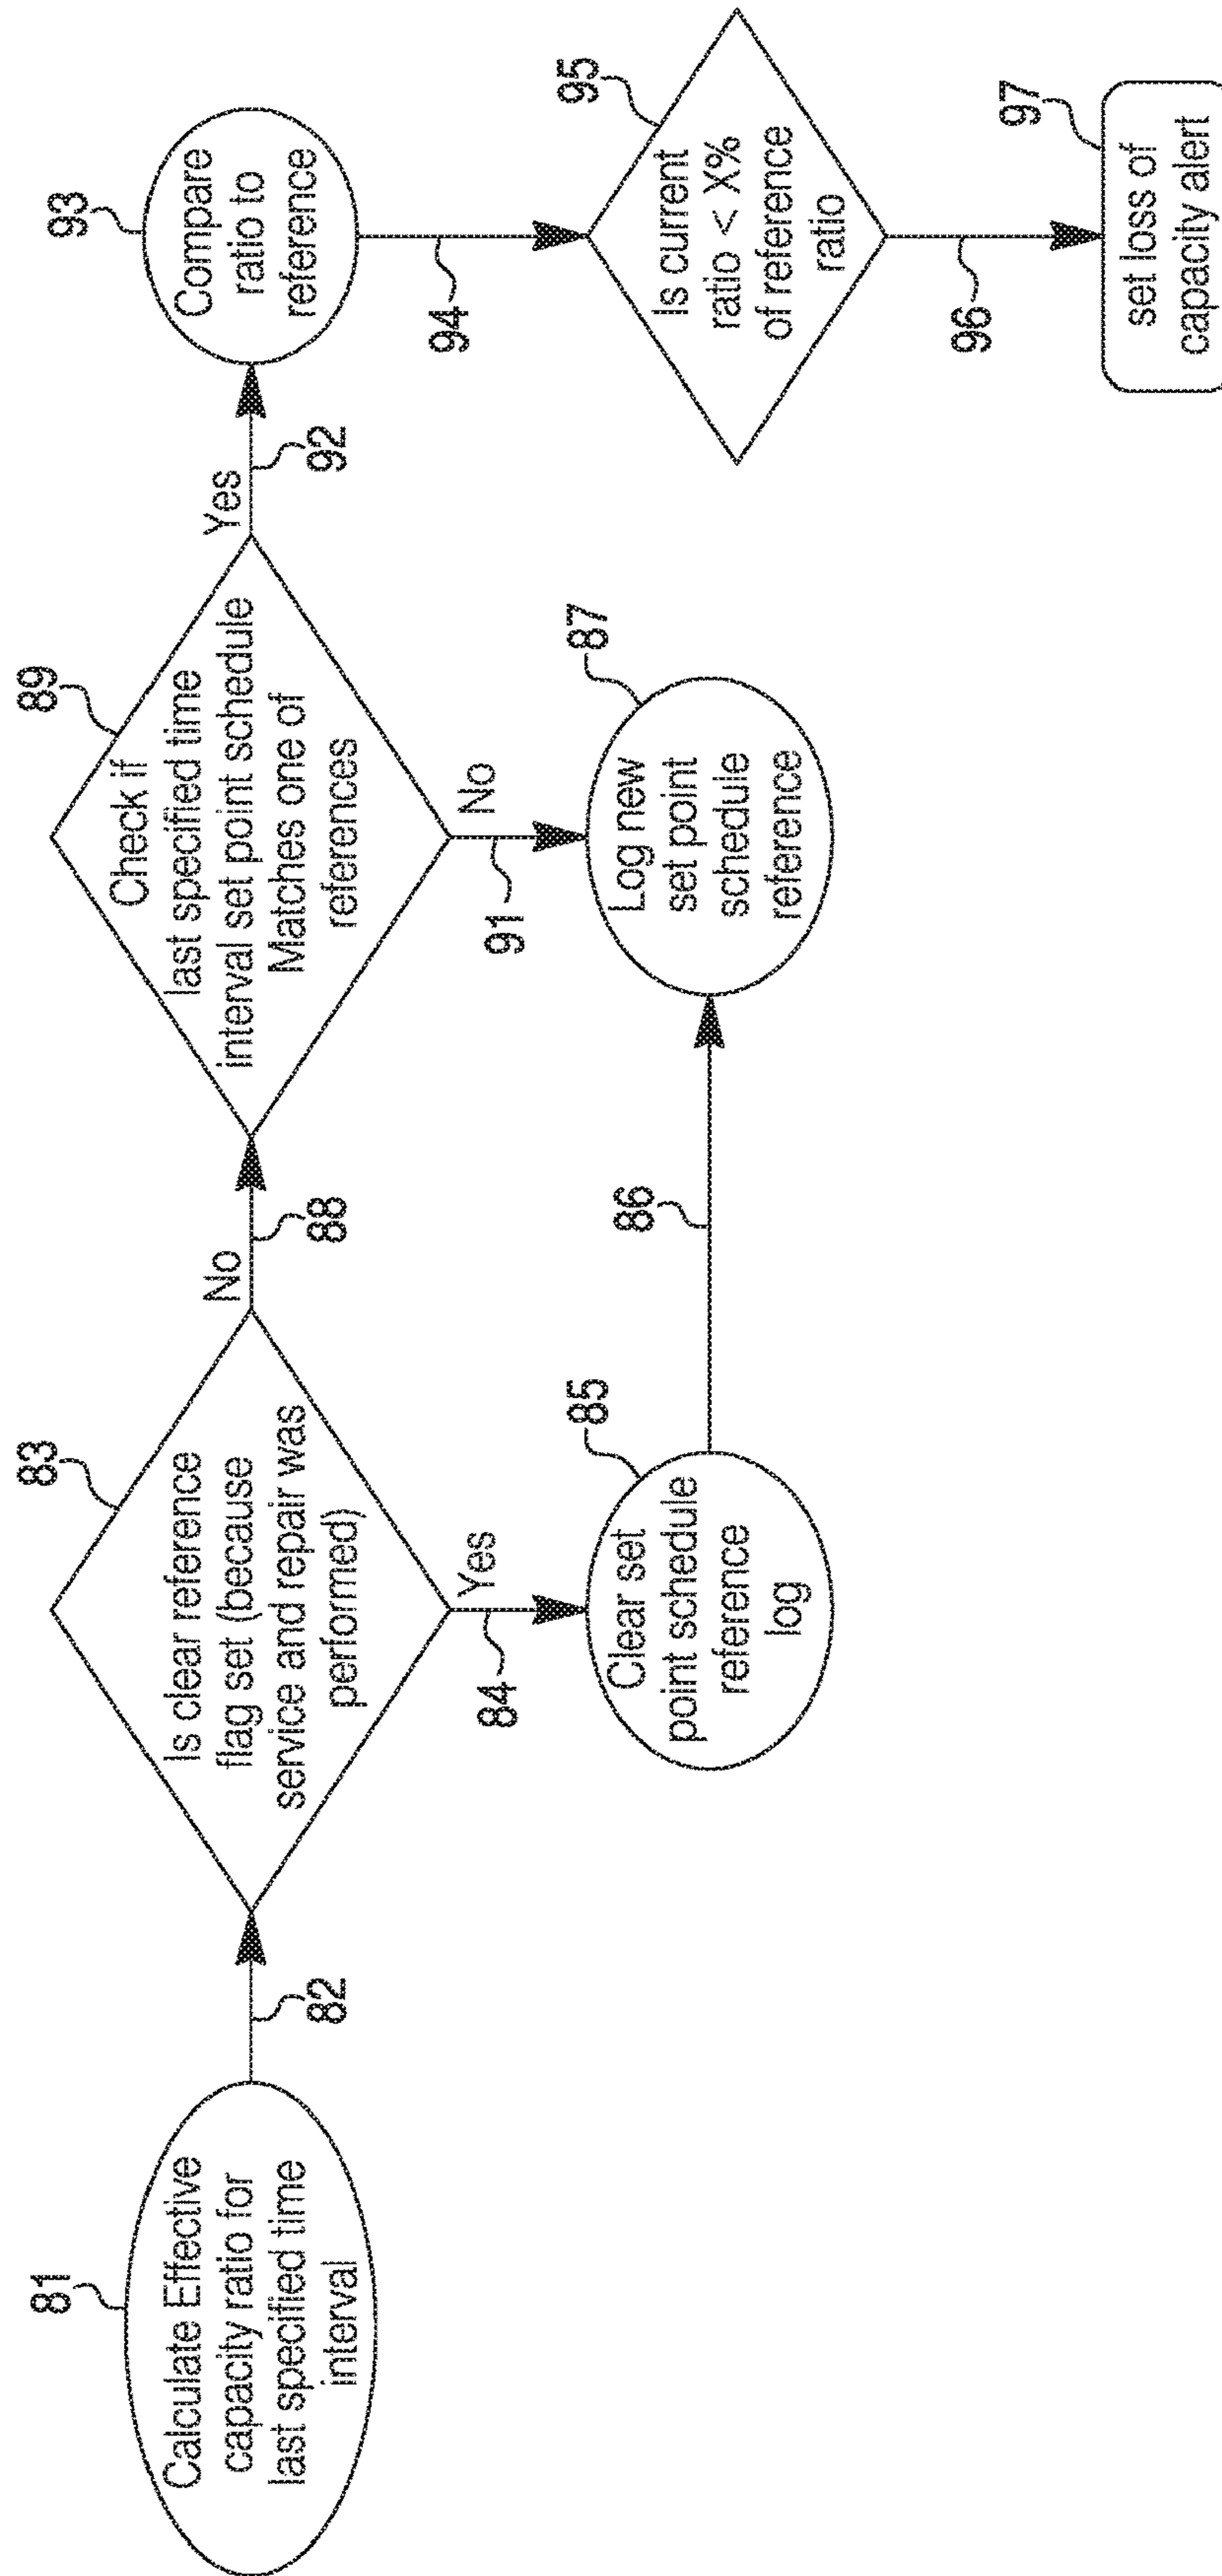 81
Calculate Effective
capacity ratio for
last specified time
interval
82
83
Is clear reference
flag set (because
service and repair was
performed)
No
88
Yes
84
85
Clear set
point schedule
reference
log
86
89
Check if
last specified time
interval set point schedule
Matches one of
references
Yes
92
No
91
87
Log new
set point
schedule
reference
93
Compare
ratio to
reference
94
95
Is current
ratio < X%
of reference
ratio
96
97
set loss of
capacity alert